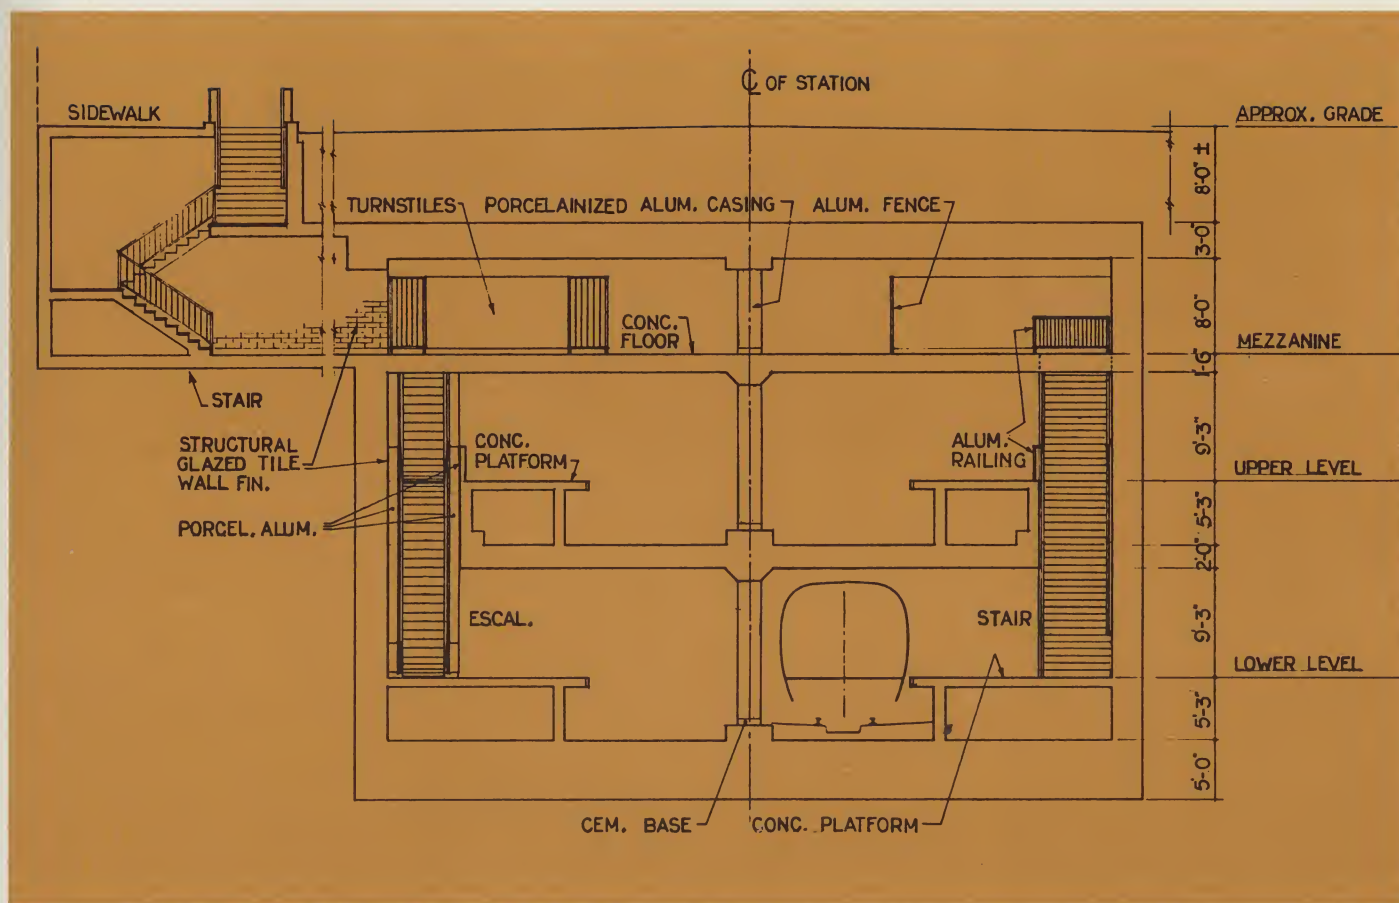 ℄ OF STATION
SIDEWALK
APPROX. GRADE
8'-0" ±
TURNSTILES
PORCELAINIZED ALUM. CASING
ALUM. FENCE
3'-0"
CONC.
FLOOR
8'-0"
MEZZANINE
1'-6"
STAIR
STRUCTURAL
GLAZED TILE
WALL FIN.
CONC.
PLATFORM
ALUM.
RAILING
9'-3"
UPPER LEVEL
PORCEL. ALUM.
5'-3"
2'-0"
ESCAL.
STAIR
9'-3"
LOWER LEVEL
5'-3"
5'-0"
CEM. BASE
CONC. PLATFORM